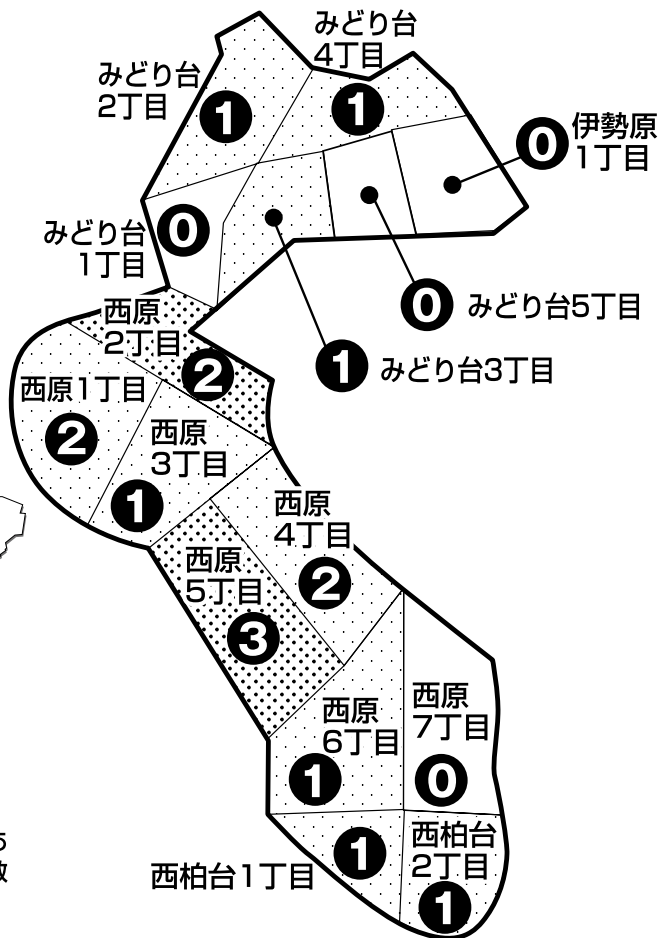 みどり台
4丁目
1
みどり台
2丁目
1
伊勢原
1丁目
0
みどり台
1丁目
0
0
みどり台5丁目
1
みどり台3丁目
西原
2丁目
2
西原1丁目
2
西原
3丁目
1
西原
4丁目
2
西原
5丁目
3
西原
6丁目
1
西原
7丁目
0
西柏台1丁目
1
西柏台
2丁目
1